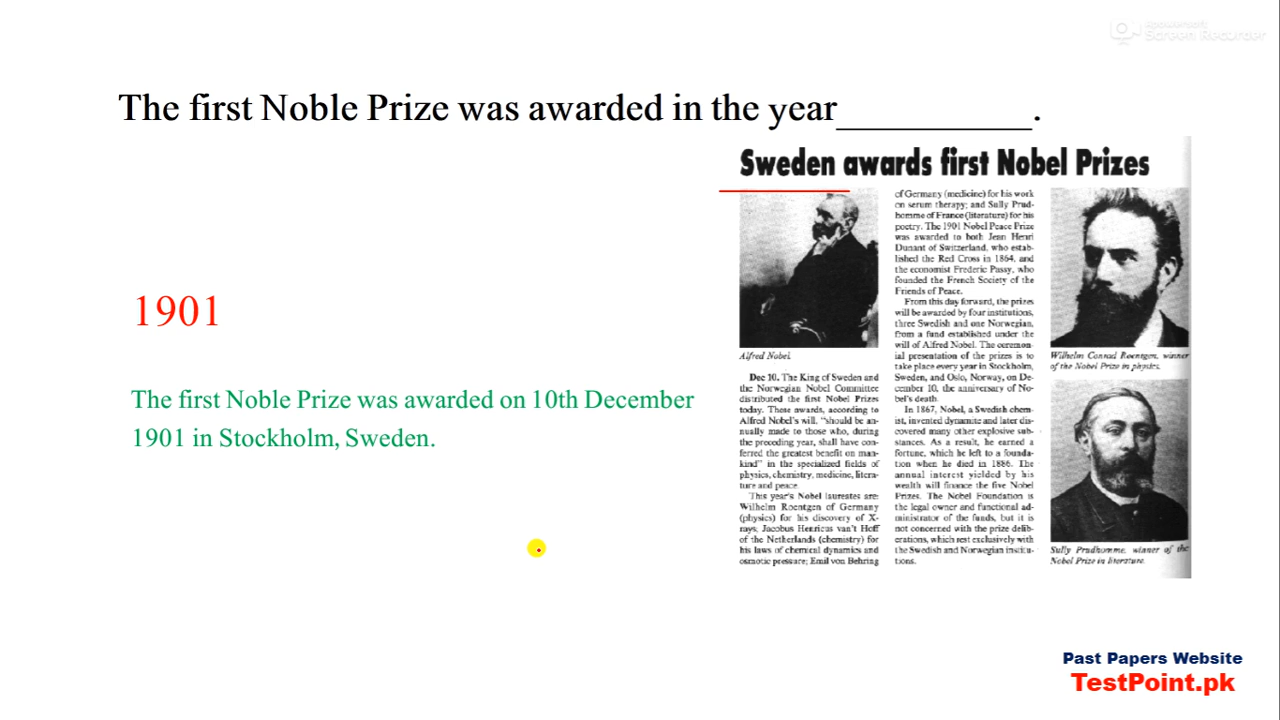 Apowersoft
Screen Recorder
The first Noble Prize was awarded in the year__________.
1901
The first Noble Prize was awarded on 10th December
1901 in Stockholm, Sweden.
Sweden awards first Nobel Prizes
Alfred Nobel.
Dec 10. The King of Sweden and
the Norwegian Nobel Committee
distributed the first Nobel Prizes
today. These awards, according to
Alfred Nobel's will, "should be an-
nually made to those who, during
the preceding year, shall have con-
ferred the greatest benefit on man-
kind" in the specialized fields of
physics, chemistry, medicine, litera-
ture and peace.
This year's Nobel laureates are:
Wilhelm Roentgen of Germany
(physics) for his discovery of X-
rays; Jacobus Henricus van't Hoff
of the Netherlands (chemistry) for
his laws of chemical dynamics and
osmotic pressure; Emil von Behring
of Germany (medicine) for his work
on serum therapy; and Sully Prud-
homme of France (literature) for his
poetry. The 1901 Nobel Peace Prize
was awarded to both Jean Henri
Dunant of Switzerland, who estab-
lished the Red Cross in 1864, and
the economist Frederic Passy, who
founded the French Society of the
Friends of Peace.
From this day forward, the prizes
will be awarded by four institutions,
three Swedish and one Norwegian,
from a fund established under the
will of Alfred Nobel. The ceremon-
ial presentation of the prizes is to
take place every year in Stockholm,
Sweden, and Oslo, Norway, on De-
cember 10, the anniversary of No-
bel's death.
In 1867, Nobel, a Swedish chem-
ist, invented dynamite and later dis-
covered many other explosive sub-
stances. As a result, he earned a
fortune, which he left to a founda-
tion when he died in 1886. The
annual interest yielded by his
wealth will finance the five Nobel
Prizes. The Nobel Foundation is
the legal owner and functional ad-
ministrator of the funds, but it is
not concerned with the prize delib-
erations, which rest exclusively with
the Swedish and Norwegian institu-
tions.
Wilhelm Conrad Roentgen, winner
of the Nobel Prize in physics.
Sully Prudhomme, winner of the
Nobel Prize in literature.
Past Papers Website
TestPoint.pk